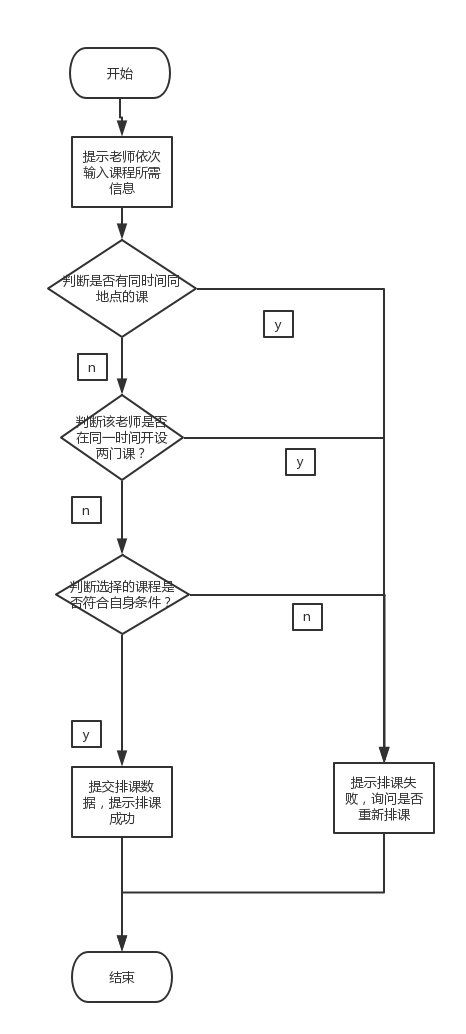 开始
提示老师依次
输入课程所需
信息
判断是否有同时间同
地点的课
y
n
判断该老师是否
在同一时间开设
两门课？
y
n
判断选择的课程是
否符合自身条件？
n
y
提交排课数
据，提示排课
成功
提示排课失
败，询问是否
重新排课
结束